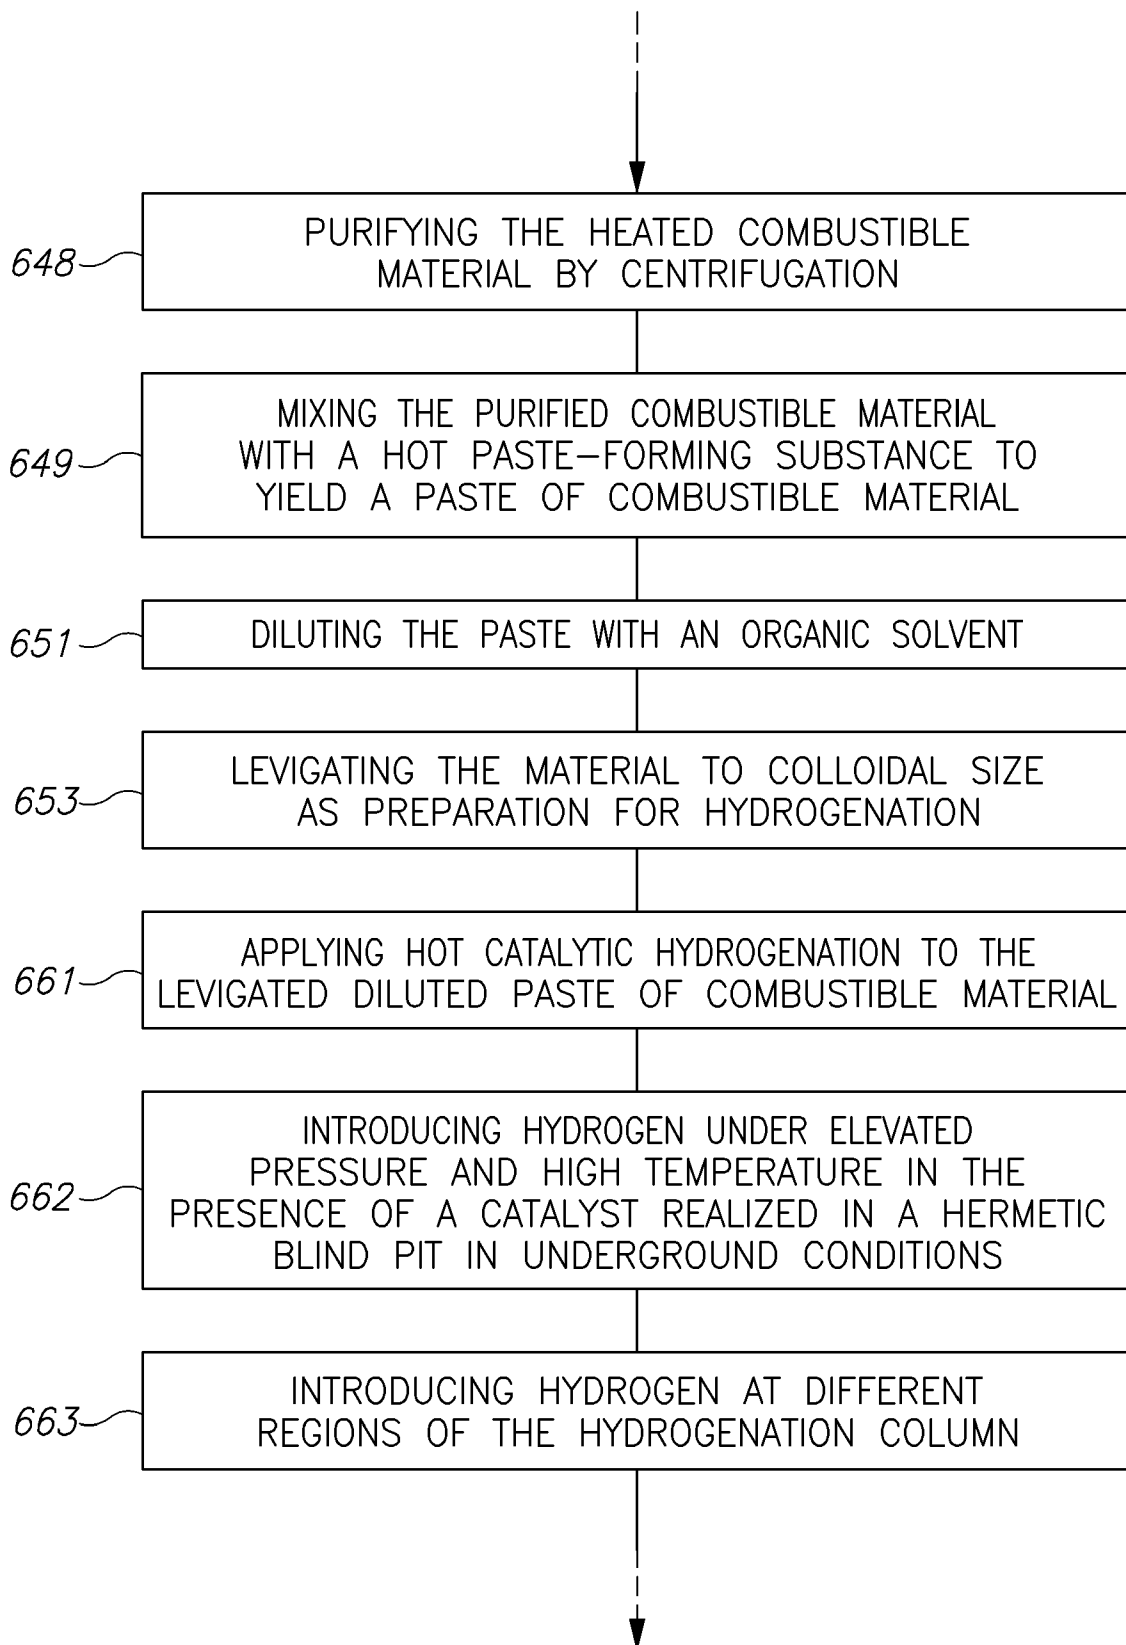 648
PURIFYING THE HEATED COMBUSTIBLE
MATERIAL BY CENTRIFUGATION
649
MIXING THE PURIFIED COMBUSTIBLE MATERIAL
WITH A HOT PASTE-FORMING SUBSTANCE TO
YIELD A PASTE OF COMBUSTIBLE MATERIAL
651
DILUTING THE PASTE WITH AN ORGANIC SOLVENT
653
LEVIGATING THE MATERIAL TO COLLOIDAL SIZE
AS PREPARATION FOR HYDROGENATION
661
APPLYING HOT CATALYTIC HYDROGENATION TO THE
LEVIGATED DILUTED PASTE OF COMBUSTIBLE MATERIAL
662
INTRODUCING HYDROGEN UNDER ELEVATED
PRESSURE AND HIGH TEMPERATURE IN THE
PRESENCE OF A CATALYST REALIZED IN A HERMETIC
BLIND PIT IN UNDERGROUND CONDITIONS
663
INTRODUCING HYDROGEN AT DIFFERENT
REGIONS OF THE HYDROGENATION COLUMN